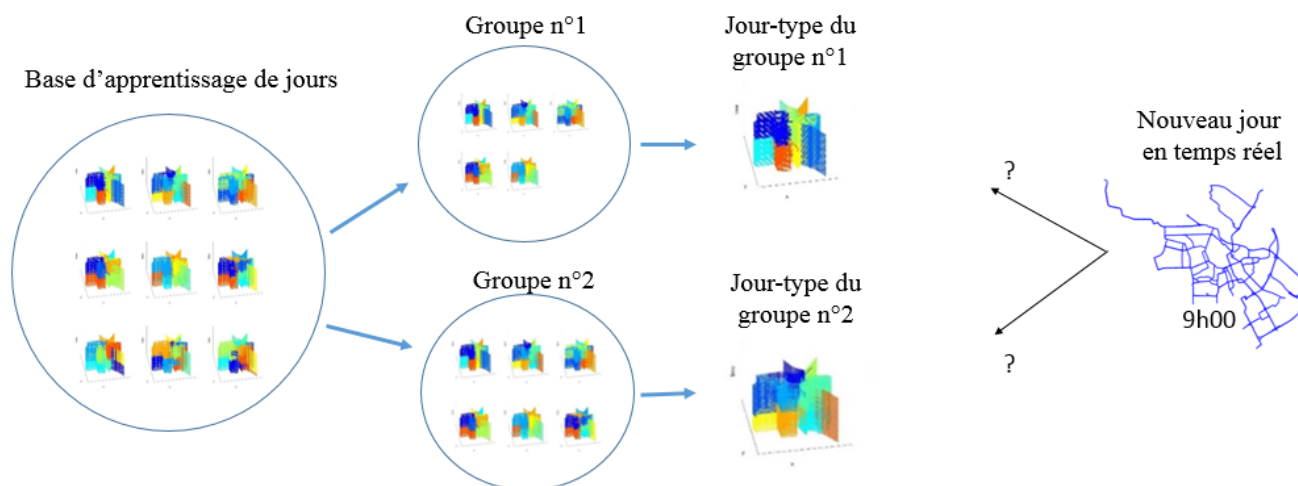 Base d'apprentissage de jours
Groupe n°1
Groupe n°2
Jour-type du
groupe n°1
Jour-type du
groupe n°2
?
?
Nouveau jour
en temps réel
9h00